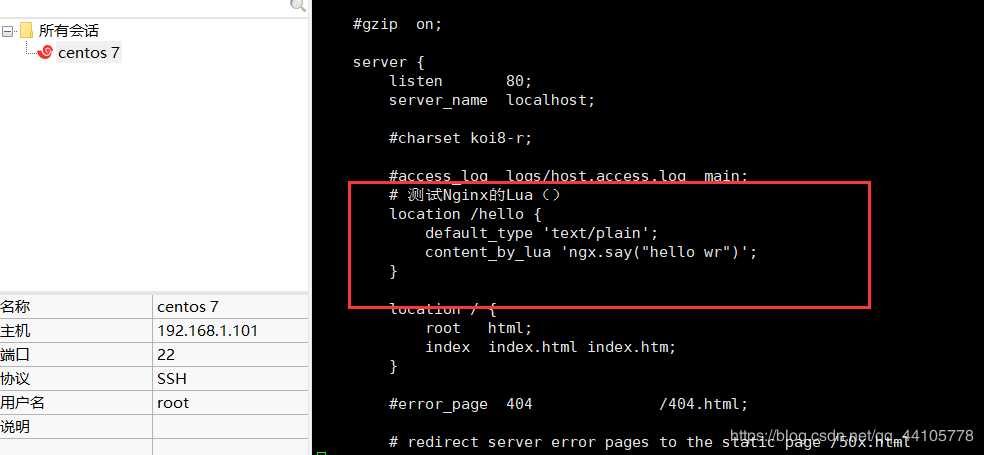 所有会话
centos 7
名称 centos 7
主机 192.168.1.101
端口 22
协议 SSH
用户名 root
说明
#gzip  on;
server {
listen       80;
server_name  localhost;
#charset koi8-r;
#access_log  logs/host.access.log  main;
# 测试Nginx的Lua（）
location /hello {
default_type 'text/plain';
content_by_lua 'ngx.say("hello wr")';
}
location / {
root   html;
index  index.html index.htm;
}
#error_page  404              /404.html;
# redirect server error pages to the static page /50x.html
https://blog.csdn.net/qq_44105778